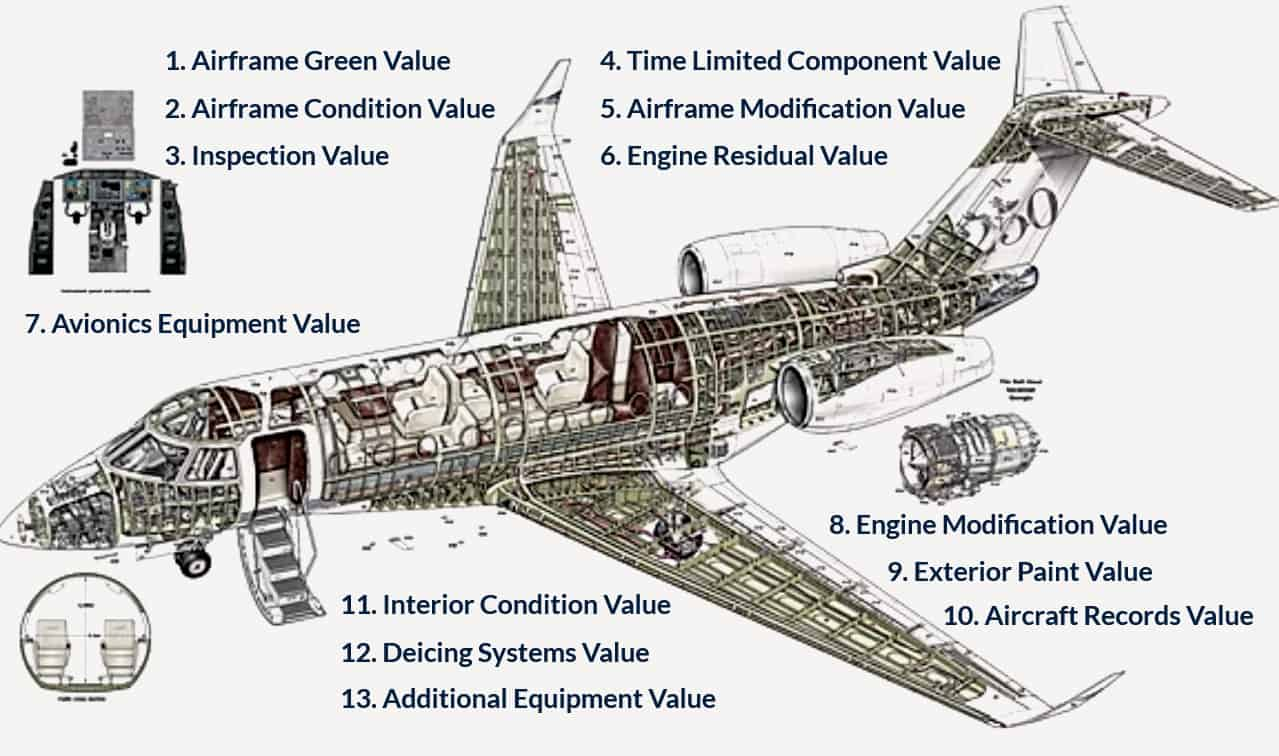 1. Airframe Green Value
2. Airframe Condition Value
3. Inspection Value
4. Time Limited Component Value
5. Airframe Modification Value
6. Engine Residual Value
7. Avionics Equipment Value
8. Engine Modification Value
9. Exterior Paint Value
10. Aircraft Records Value
11. Interior Condition Value
12. Deicing Systems Value
13. Additional Equipment Value